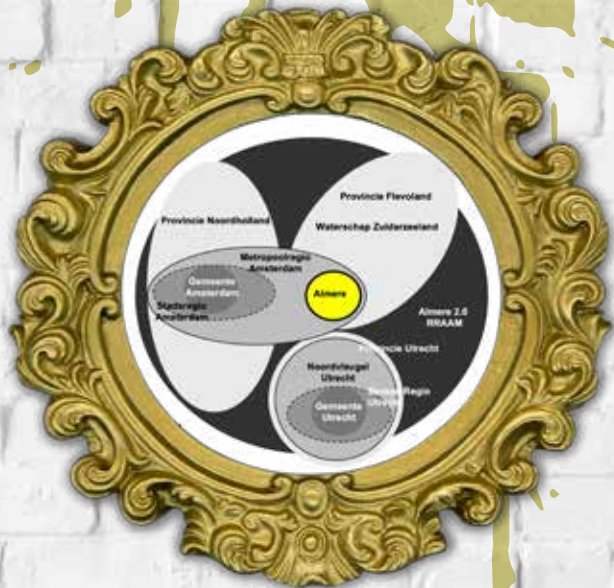 Provincie Flevoland
Provincie Noordholland
Waterschap Zuiderzeeland
Metropoolregio
Amsterdam
Gemeente
Amsterdam
Almere
Stadsregio
Amsterdam
Almere 2.0
RRAAM
Provincie Utrecht
Noordvleugel
Utrecht
Regio
Gemeente
Utrecht